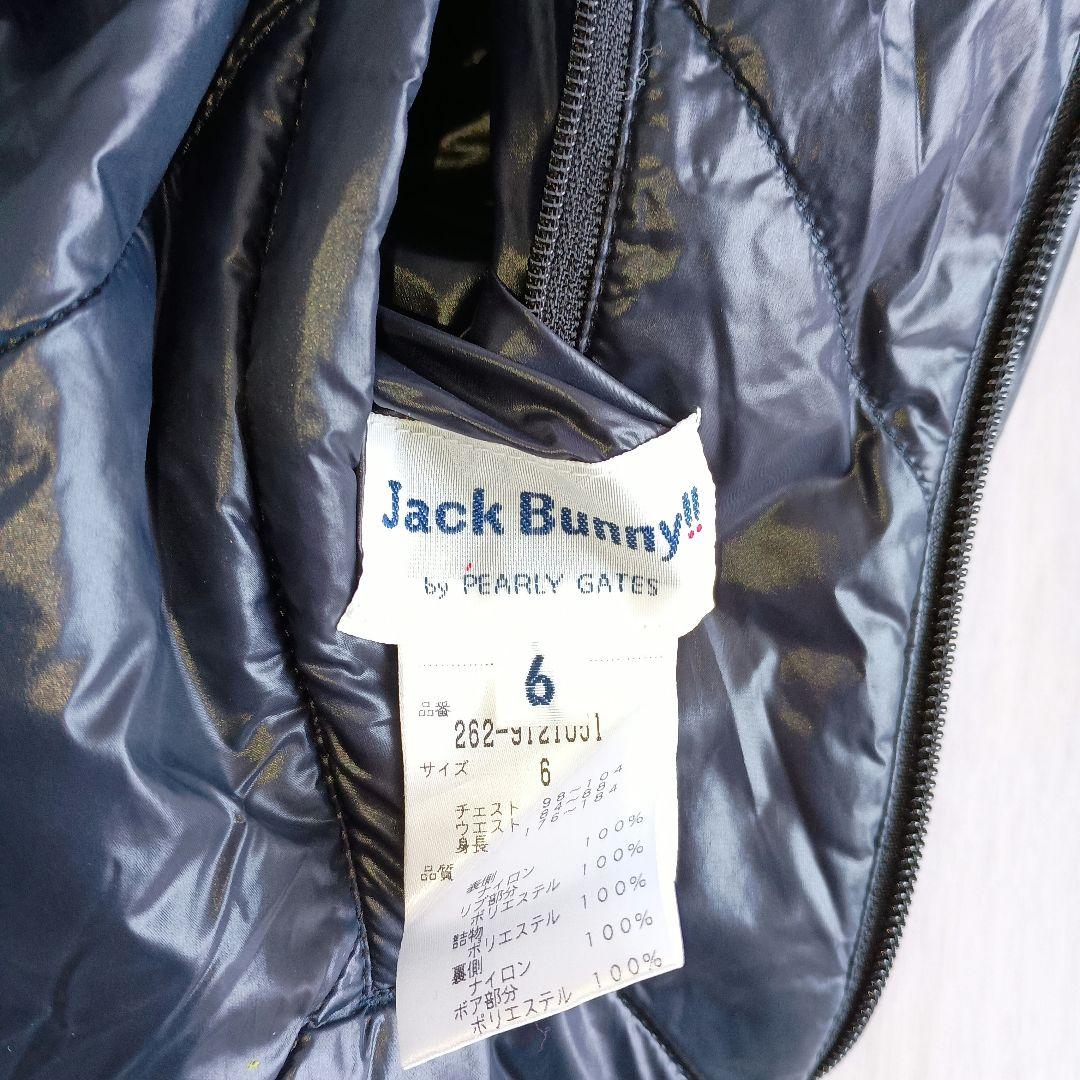 Jack Bunny!!
by PEARLY GATES
6
品番
262-9121031
サイズ 6
チェスト 98~104
ウエスト 84~88
身長 176~184
品質
裏側
ナイロン 100%
リブ部分
ポリエステル 100%
詰物
ポリエステル 100%
裏側
ナイロン 100%
ボア部分
ポリエステル 100%